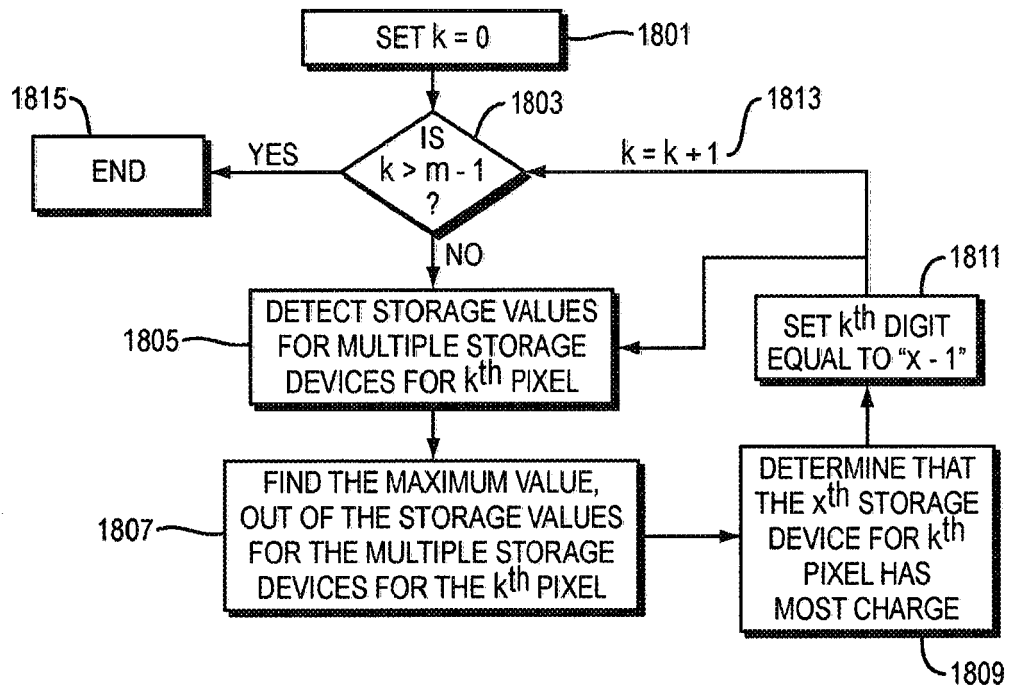 SET k = 0
1801
1815
END
YES
IS
k > m - 1
?
1803
k = k + 1
1813
NO
1805
DETECT STORAGE VALUES
FOR MULTIPLE STORAGE
DEVICES FOR kth PIXEL
1811
SET kth DIGIT
EQUAL TO "x - 1"
1807
FIND THE MAXIMUM VALUE,
OUT OF THE STORAGE VALUES
FOR THE MULTIPLE STORAGE
DEVICES FOR THE kth PIXEL
DETERMINE THAT
THE xth STORAGE
DEVICE FOR kth
PIXEL HAS
MOST CHARGE
1809